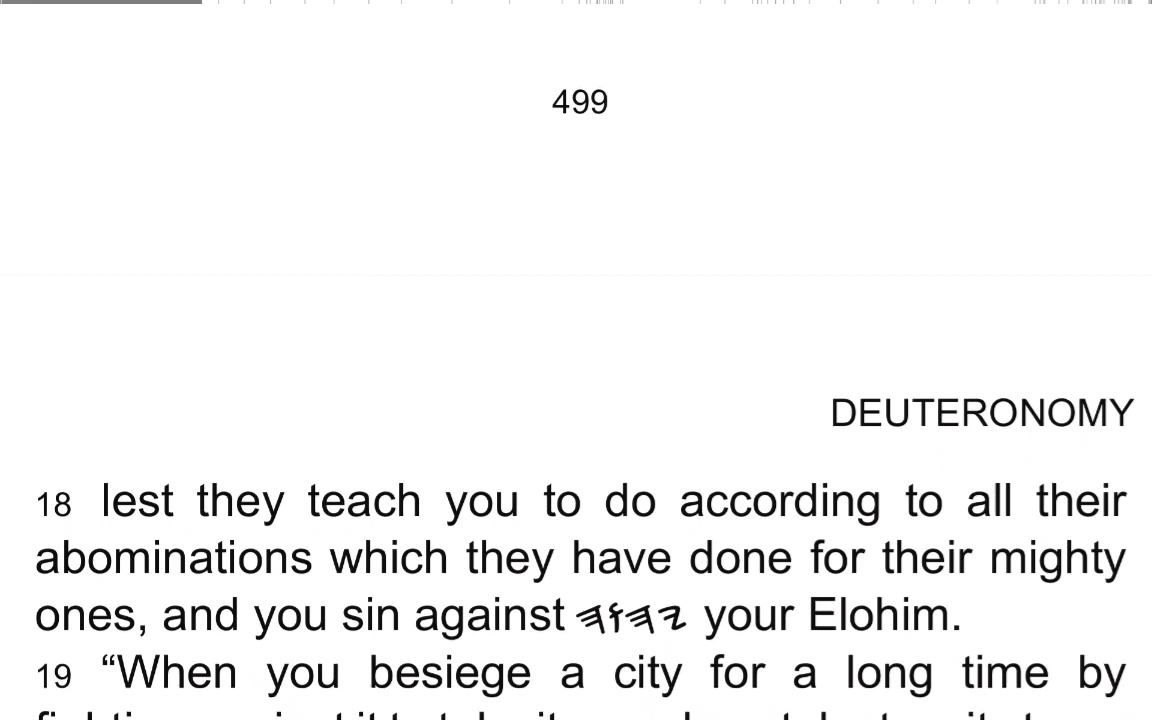 499
DEUTERONOMY
18 lest they teach you to do according to all their
abominations which they have done for their mighty
ones, and you sin against 𐤉𐤄𐤅𐤄 your Elohim.
19 “When you besiege a city for a long time by